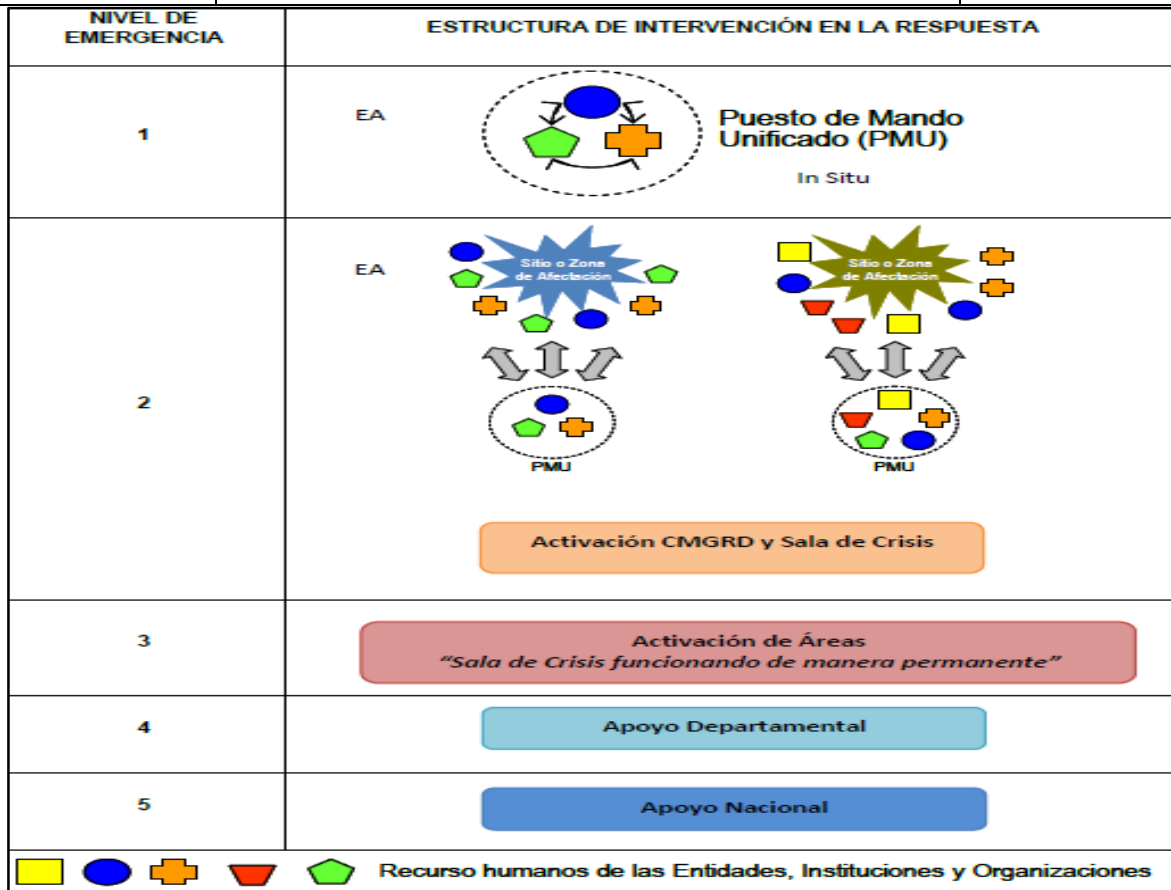 NIVEL DE
EMERGENCIA
ESTRUCTURA DE INTERVENCIÓN EN LA RESPUESTA
1
EA
Puesto de Mando
Unificado (PMU)
In Situ
2
EA
Sitio o Zona
de Afectación
Sitio o Zona
de Afectación
PMU
PMU
Activación CMGRD y Sala de Crisis
3
Activación de Áreas
“Sala de Crisis funcionando de manera permanente”
4
Apoyo Departamental
5
Apoyo Nacional
Recurso humanos de las Entidades, Instituciones y Organizaciones